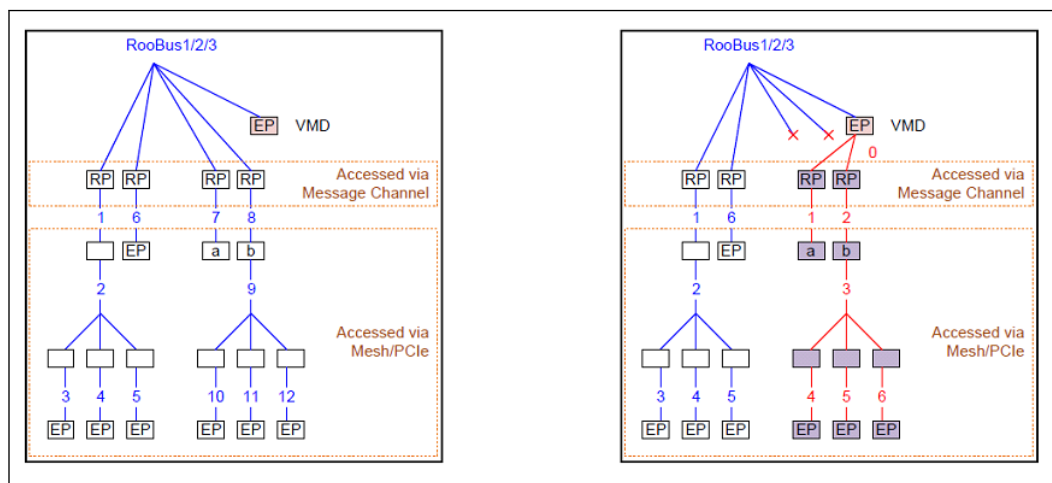 RooBus1/2/3
EP VMD
RP RP RP RP
Accessed via
Message Channel
1 6 7 8
EP a b
2 9
Accessed via
Mesh/PCIe
3 4 5 10 11 12
EP EP EP EP EP EP
RooBus1/2/3
EP VMD
0
RP RP RP RP
Accessed via
Message Channel
1 6 1 2
EP a b
2 3
Accessed via
Mesh/PCIe
3 4 5 4 5 6
EP EP EP EP EP EP